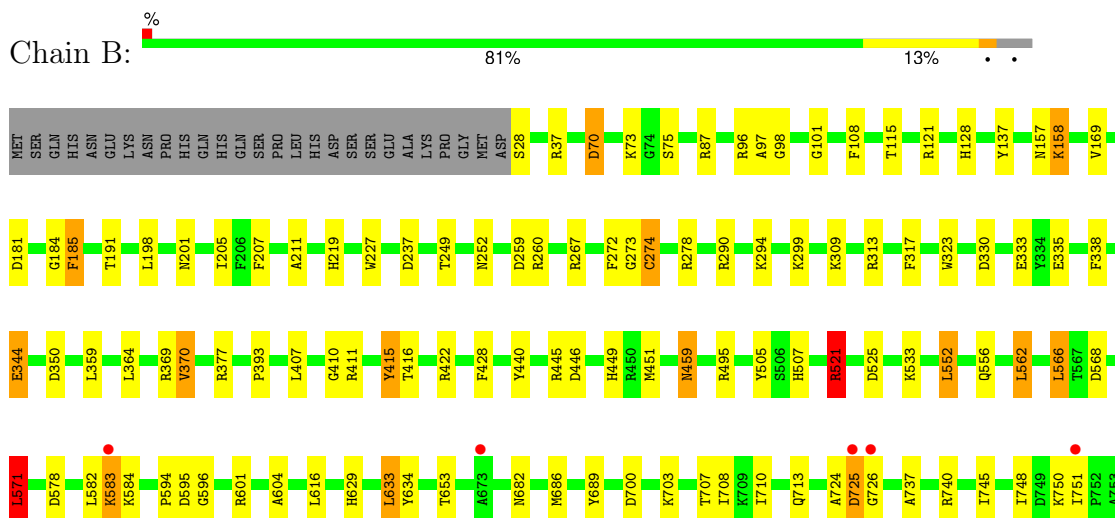 %
Chain B:
81% 13% • •
MET SER GLN HIS ASN GLU LYS ASN PRO HIS GLN HIS GLN SER PRO LEU HIS ASP SER SER GLU ALA LYS PRO GLY MET ASP S28 R37 D70 K73 G74 S75 R87 R96 A97 G98 G101 F108 T115 R121 H128 Y137 N157 K158 V169
D181 G184 F185 T191 L198 N201 I205 F206 F207 A211 H219 W227 D237 T249 N252 D259 R260 R267 F272 G273 C274 R278 R290 K294 K299 K309 R313 F317 W323 D330 E333 Y334 E335 F338
E344 D350 L359 L364 R369 V370 R377 P393 L407 G410 R411 Y415 T416 R422 F428 Y440 R445 D446 H449 R450 M451 N459 R495 Y505 S506 H507 R521 D525 K533 L552 Q556 L562 L566 T567 D568
L571 D578 L582 K583 K584 P594 D595 G596 R601 A604 L616 H629 L633 Y634 T653 A673 N682 M686 Y689 D700 K703 T707 I708 K709 I710 Q713 A724 D725 G726 A737 R740 I745 I748 D749 K750 I751 P752 A753